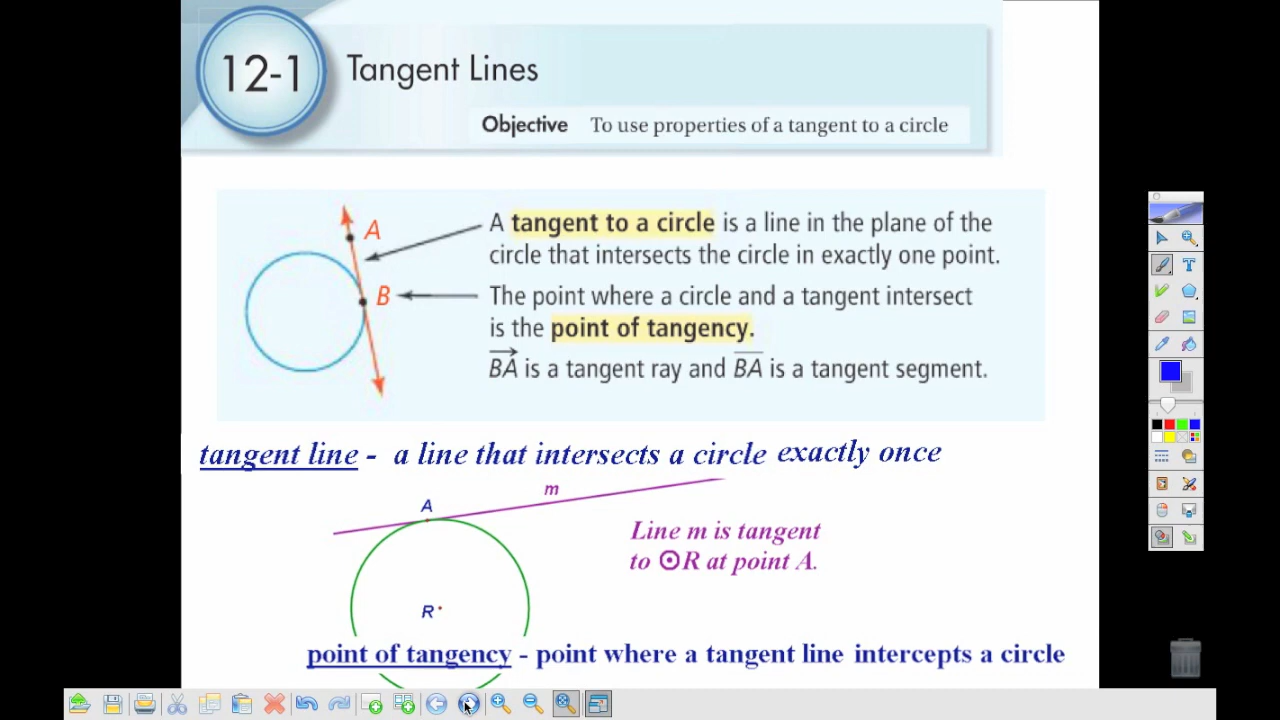 12-1
Tangent Lines
Objective To use properties of a tangent to a circle
A
A tangent to a circle is a line in the plane of the
circle that intersects the circle in exactly one point.
B
The point where a circle and a tangent intersect
is the point of tangency.
BA is a tangent ray and BA is a tangent segment.
tangent line - a line that intersects a circle exactly once
m
A
Line m is tangent
to ⊙R at point A.
R
point of tangency - point where a tangent line intercepts a circle
T